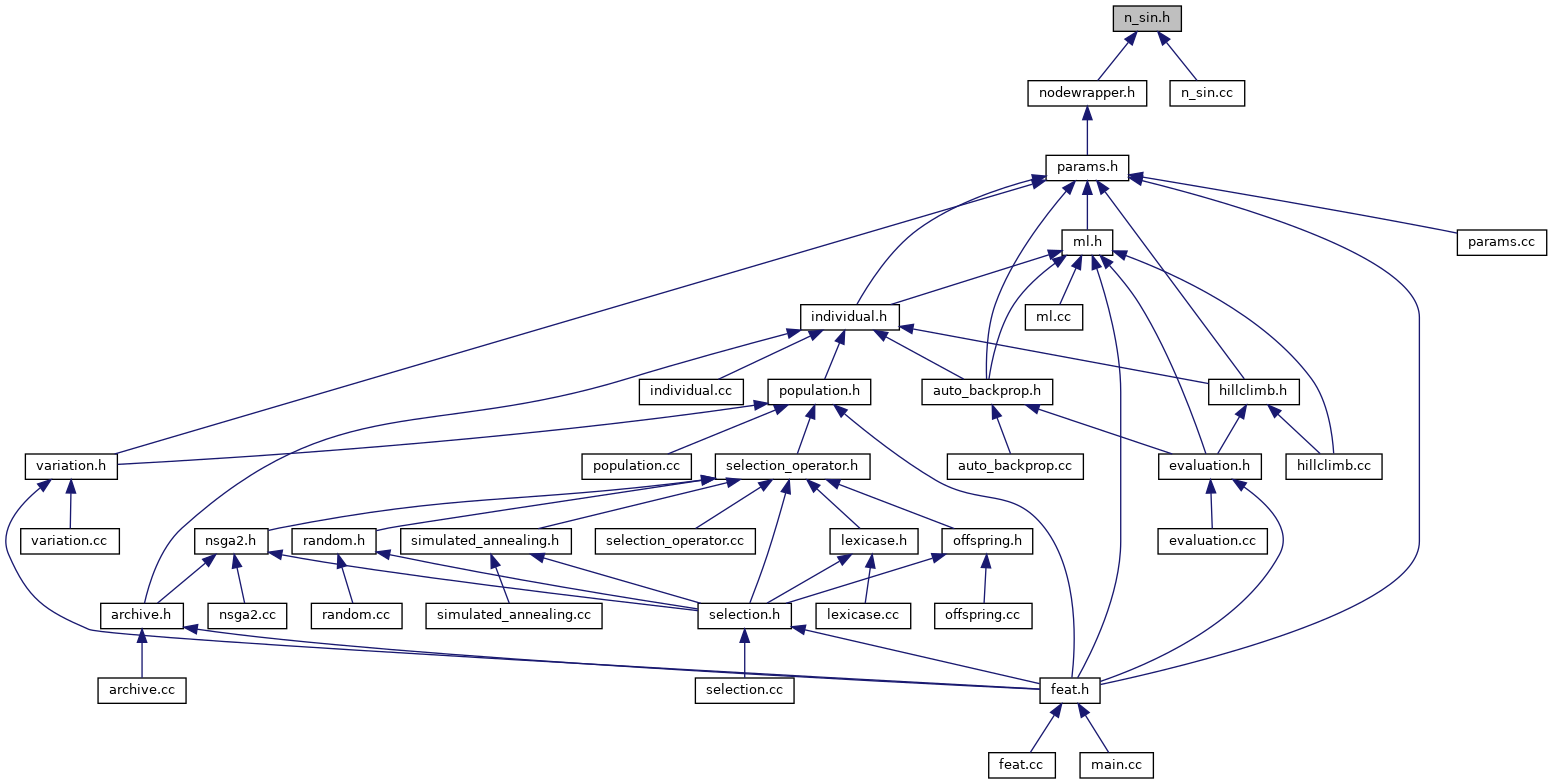 n_sin.h
nodewrapper.h
n_sin.cc
params.h
ml.h
params.cc
individual.h
ml.cc
individual.cc
population.h
auto_backprop.h
hillclimb.h
variation.h
population.cc
selection_operator.h
auto_backprop.cc
evaluation.h
hillclimb.cc
variation.cc
nsga2.h
random.h
simulated_annealing.h
selection_operator.cc
lexicase.h
offspring.h
evaluation.cc
archive.h
nsga2.cc
random.cc
simulated_annealing.cc
selection.h
lexicase.cc
offspring.cc
archive.cc
selection.cc
feat.h
feat.cc
main.cc